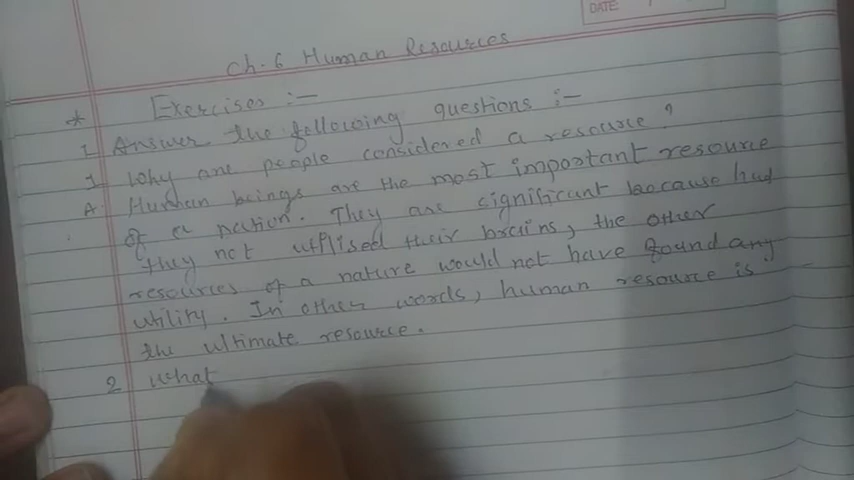 DATE:
Ch. 6 Human Resources
* Exercises :-
1 Answer the following questions :-
1. Why are people considered a resource?
A. Human beings are the most important resource
of a nation. They are significant because had
they not utilised their brains, the other
resources of a nature would not have found any
utility. In other words, human resource is
the ultimate resource.
2 What